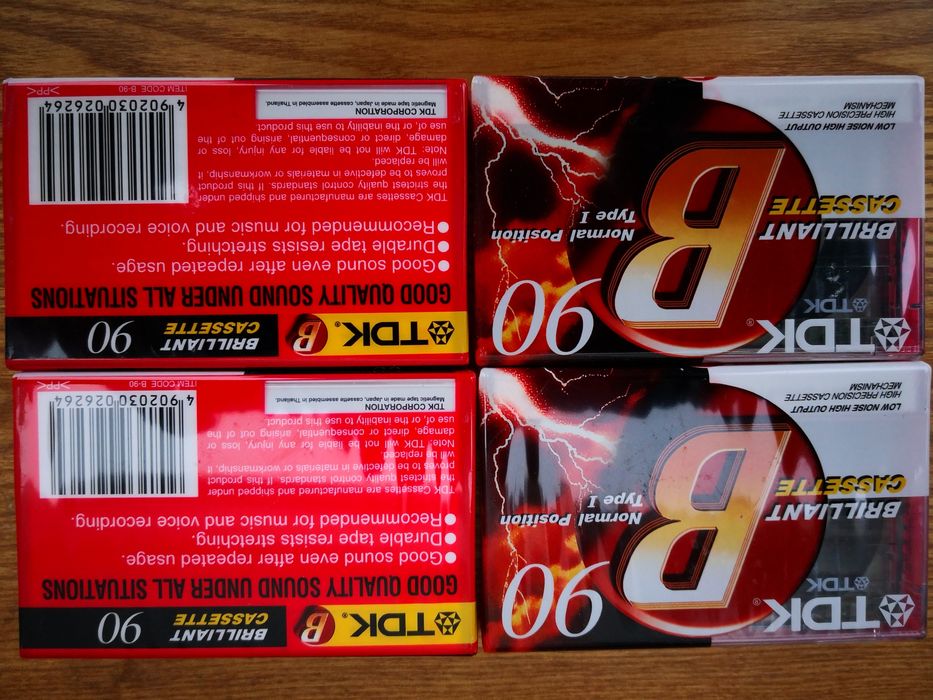 TDK®
90
TDK
B
BRILLIANT
CASSETTE
Normal Position
Type I
LOW NOISE HIGH OUTPUT
HIGH PRECISION CASSETTE
MECHANISM
TDK® B BRILLIANT
CASSETTE 90
GOOD QUALITY SOUND UNDER ALL SITUATIONS
●Good sound even after repeated usage.
●Durable tape resists stretching.
●Recommended for music and voice recording.
TDK Cassettes are manufactured and shipped under
the strictest quality control standards. If this product
proves to be defective in materials or workmanship, it
will be replaced.
Note: TDK will not be liable for any injury, loss or
damage, direct or consequential, arising out of the
use of, or the inability to use this product.
TDK CORPORATION
Magnetic tape made in Japan, cassette assembled in Thailand.
4 902030 026264
ITEM CODE B-90 >PP<
TDK®
90
TDK
B
BRILLIANT
CASSETTE
Normal Position
Type I
LOW NOISE HIGH OUTPUT
HIGH PRECISION CASSETTE
MECHANISM
TDK® B BRILLIANT
CASSETTE 90
GOOD QUALITY SOUND UNDER ALL SITUATIONS
●Good sound even after repeated usage.
●Durable tape resists stretching.
●Recommended for music and voice recording.
TDK Cassettes are manufactured and shipped under
the strictest quality control standards. If this product
proves to be defective in materials or workmanship, it
will be replaced.
Note: TDK will not be liable for any injury, loss or
damage, direct or consequential, arising out of the
use of, or the inability to use this product.
TDK CORPORATION
Magnetic tape made in Japan, cassette assembled in Thailand.
4 902030 026264
ITEM CODE B-90 >PP<